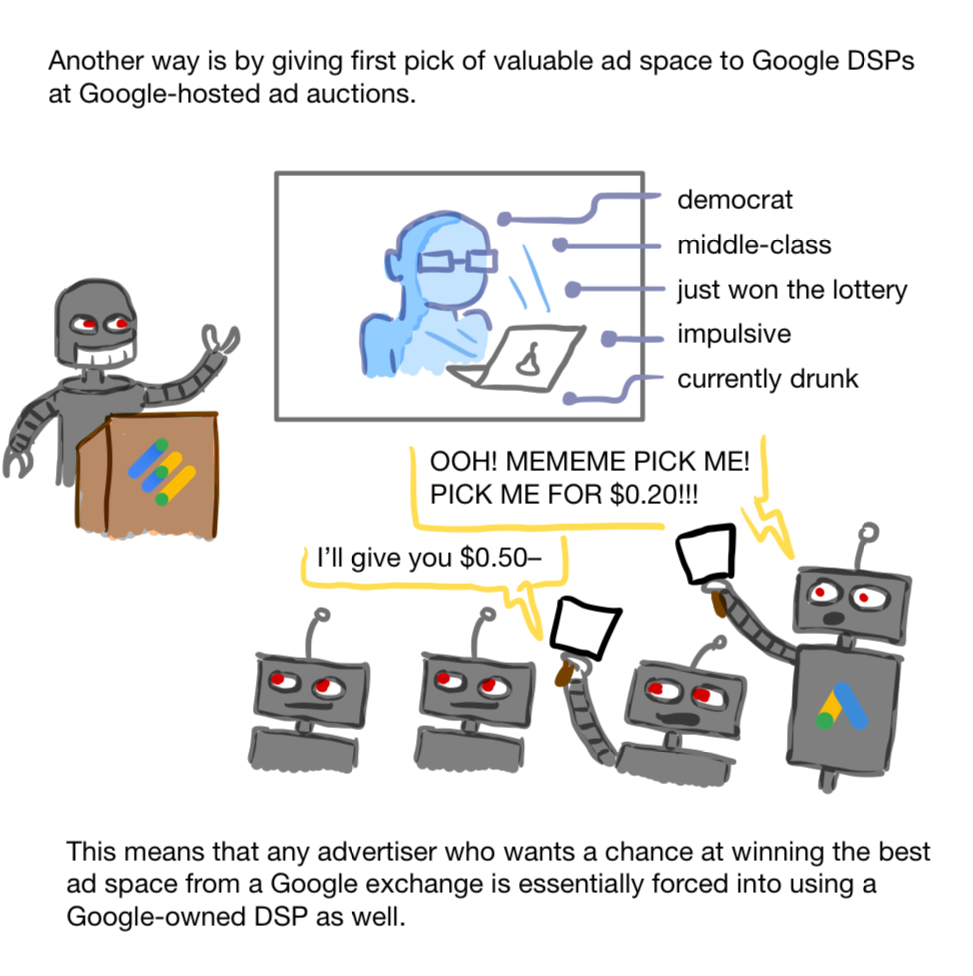 Another way is by giving first pick of valuable ad space to Google DSPs
at Google-hosted ad auctions.
democrat
middle-class
just won the lottery
impulsive
currently drunk
OOH! MEMEME PICK ME!
PICK ME FOR $0.20!!!
I'll give you $0.50–
This means that any advertiser who wants a chance at winning the best
ad space from a Google exchange is essentially forced into using a
Google-owned DSP as well.